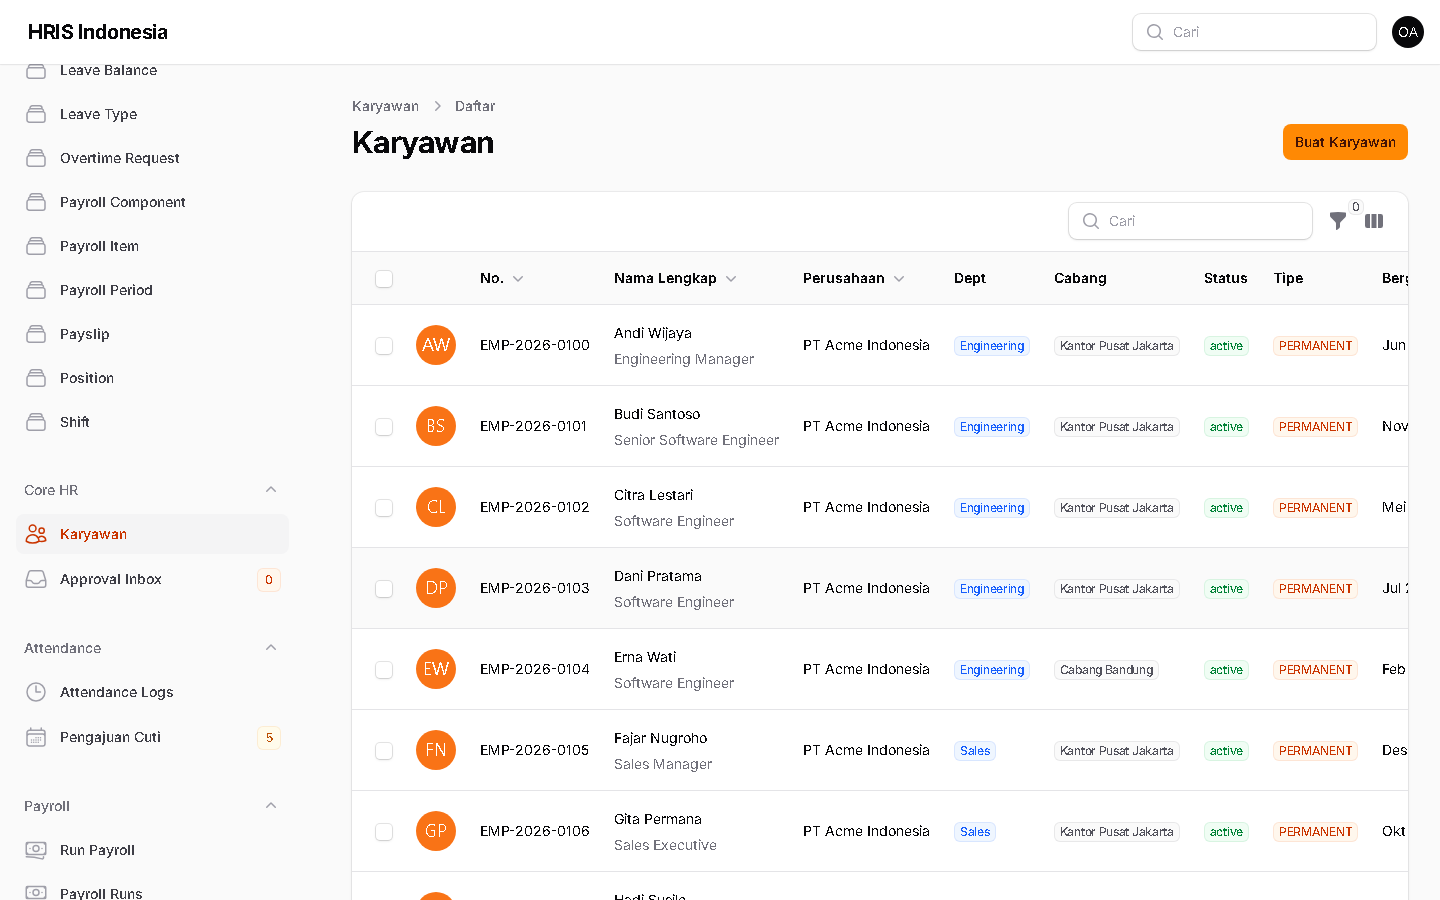 HRIS Indonesia
Cari
OA
Leave Balance
Leave Type
Overtime Request
Payroll Component
Payroll Item
Payroll Period
Payslip
Position
Shift
Core HR
Karyawan
Approval Inbox 0
Attendance
Attendance Logs
Pengajuan Cuti 5
Payroll
Run Payroll
Payroll Runs
Karyawan > Daftar
Karyawan
Buat Karyawan
Cari
0
No. Nama Lengkap Perusahaan Dept Cabang Status Tipe Berg
AW EMP-2026-0100 Andi Wijaya PT Acme Indonesia Engineering Kantor Pusat Jakarta active PERMANENT Jun
Engineering Manager
BS EMP-2026-0101 Budi Santoso PT Acme Indonesia Engineering Kantor Pusat Jakarta active PERMANENT Nov
Senior Software Engineer
CL EMP-2026-0102 Citra Lestari PT Acme Indonesia Engineering Kantor Pusat Jakarta active PERMANENT Mei
Software Engineer
DP EMP-2026-0103 Dani Pratama PT Acme Indonesia Engineering Kantor Pusat Jakarta active PERMANENT Jul 2
Software Engineer
EW EMP-2026-0104 Erna Wati PT Acme Indonesia Engineering Cabang Bandung active PERMANENT Feb
Software Engineer
FN EMP-2026-0105 Fajar Nugroho PT Acme Indonesia Sales Kantor Pusat Jakarta active PERMANENT Des
Sales Manager
GP EMP-2026-0106 Gita Permana PT Acme Indonesia Sales Kantor Pusat Jakarta active PERMANENT Okt
Sales Executive